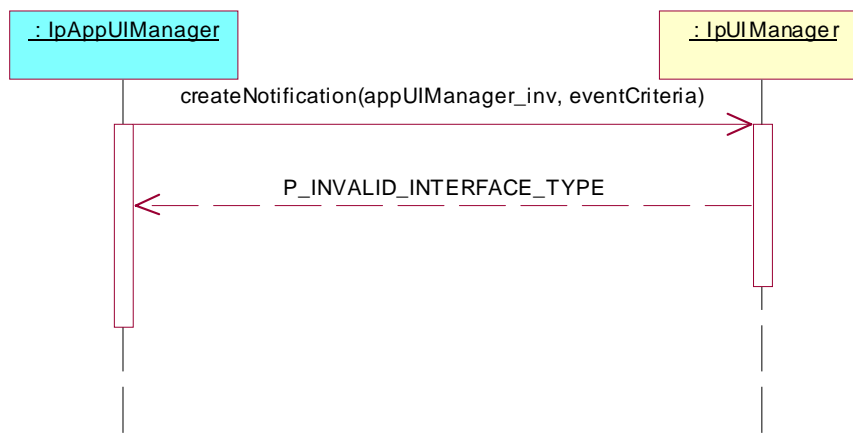 : IpAppUIManager
: IpUIManager
createNotification(appUIManager_inv, eventCriteria)
P_INVALID_INTERFACE_TYPE